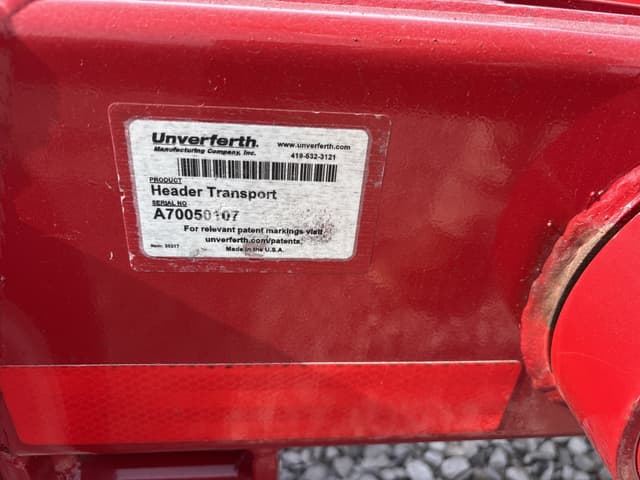 Unverferth
Manufacturing Company, Inc.
www.unverferth.com
419-532-3121
PRODUCT
Header Transport
SERIAL NO
A70050107
For relevant patent markings visit
unverferth.com/patents.
Made in the U.S.A.